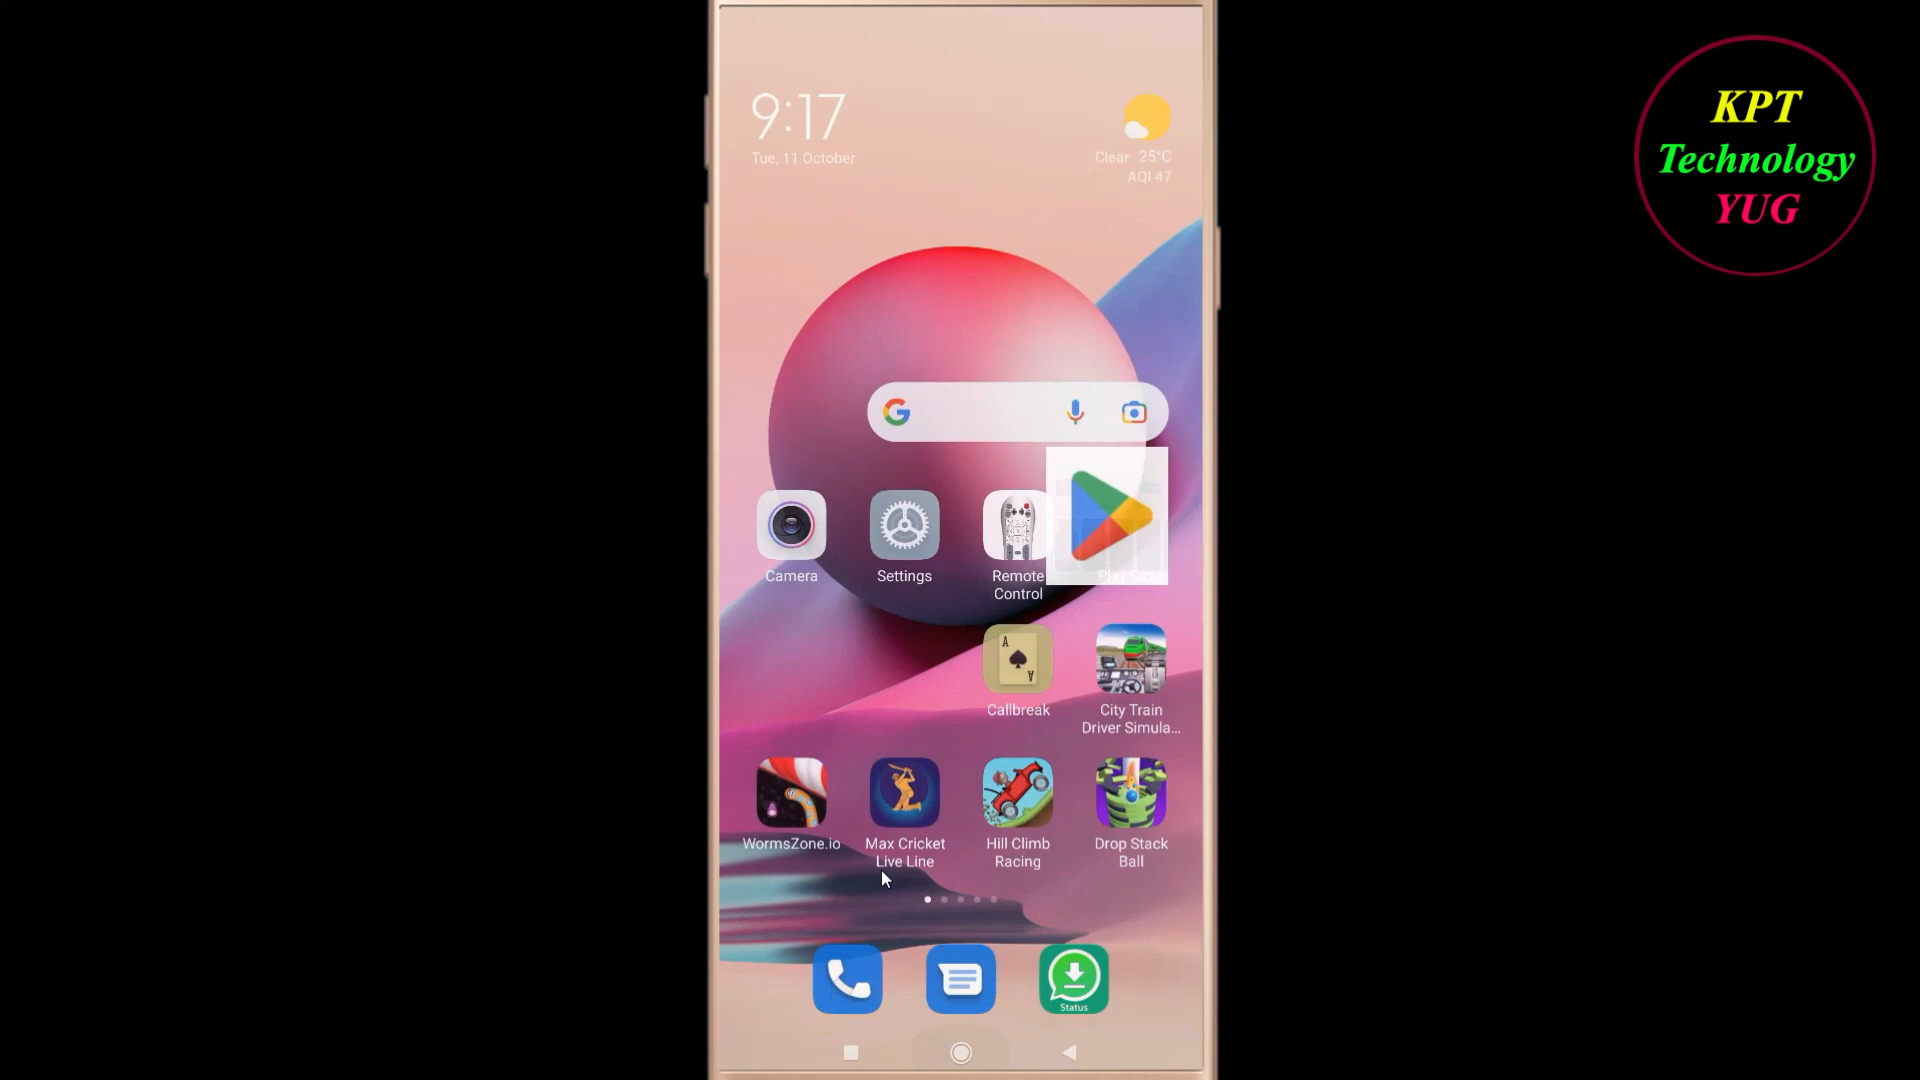 KPT
Technology
YUG
9:17
Tue, 11 October
Clear 25°C
AQI 47
Camera
Settings
Remote
Control
Callbreak
City Train
Driver Simula...
WormsZone.io
Max Cricket
Live Line
Hill Climb
Racing
Drop Stack
Ball
Status